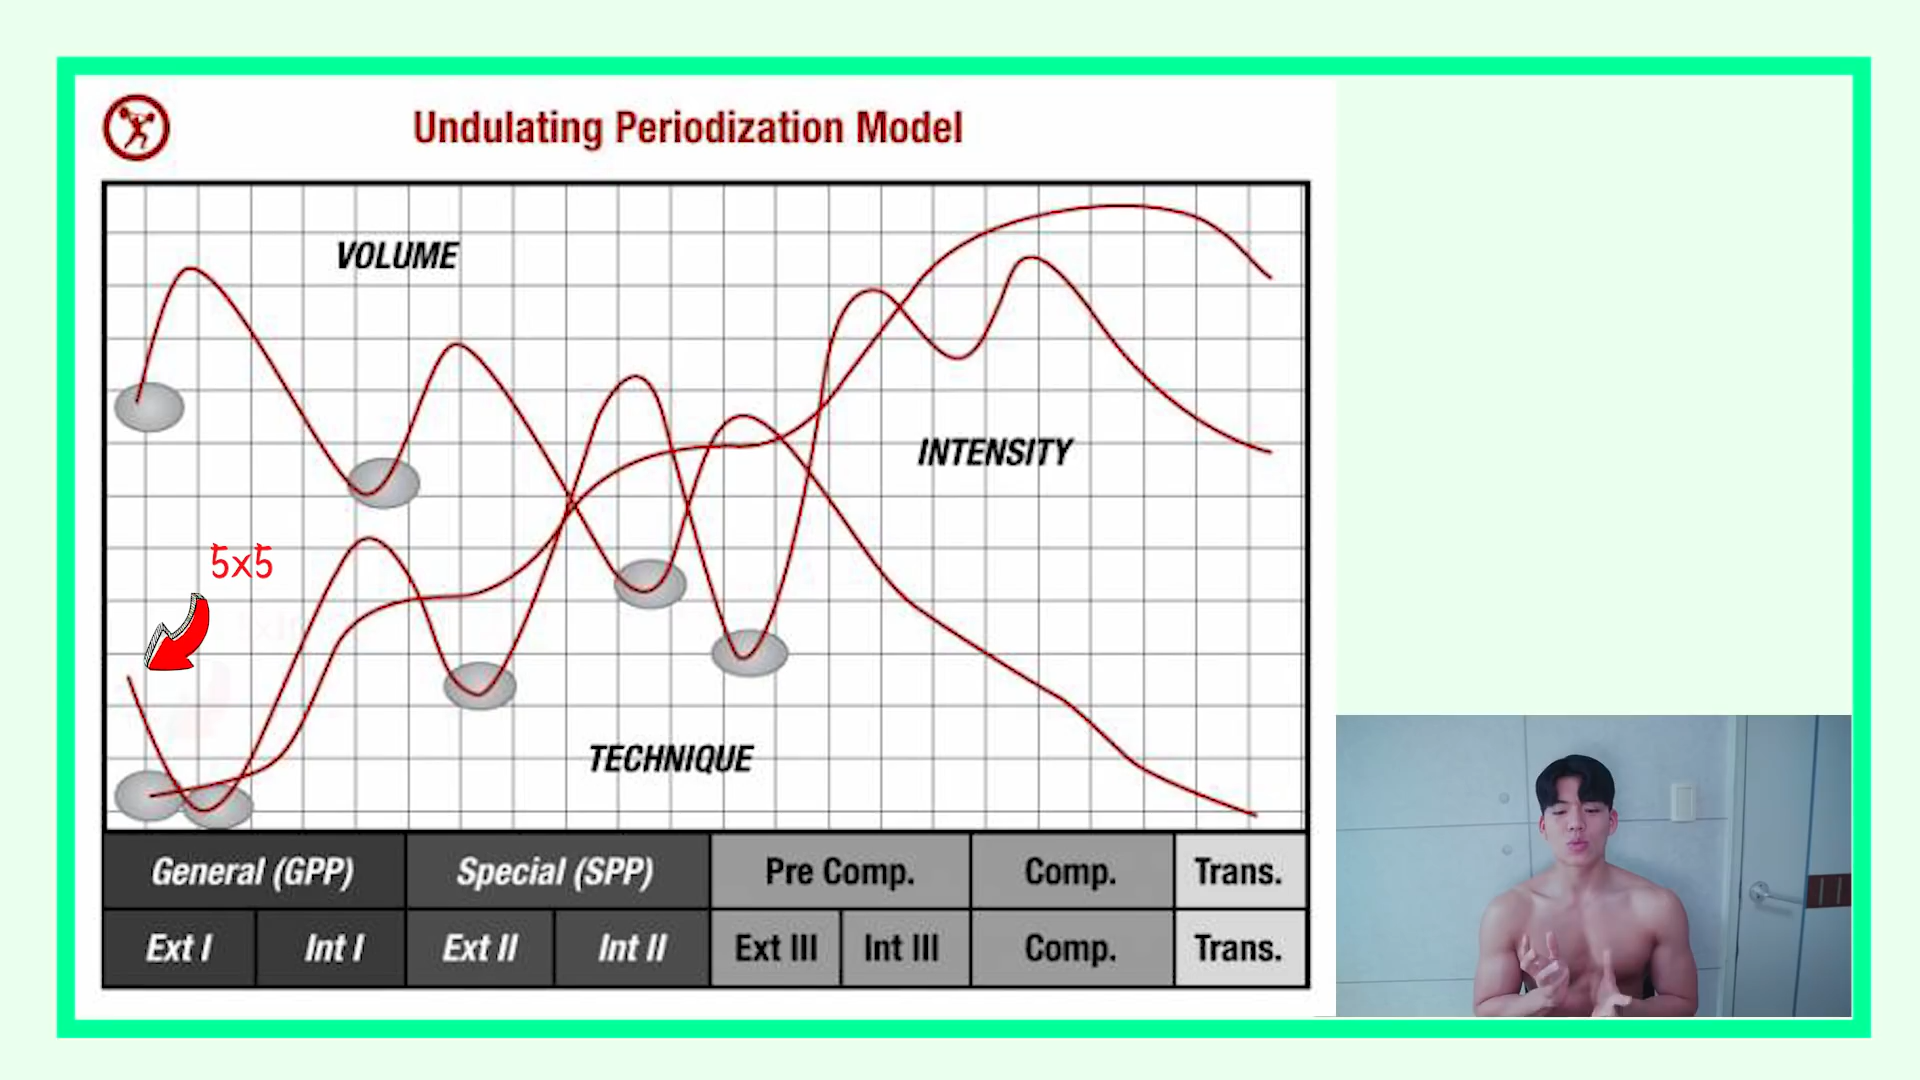 Undulating Periodization Model
VOLUME
INTENSITY
5x5
TECHNIQUE
General (GPP)
Special (SPP)
Pre Comp.
Comp.
Trans.
Ext I
Int I
Ext II
Int II
Ext III
Int III
Comp.
Trans.